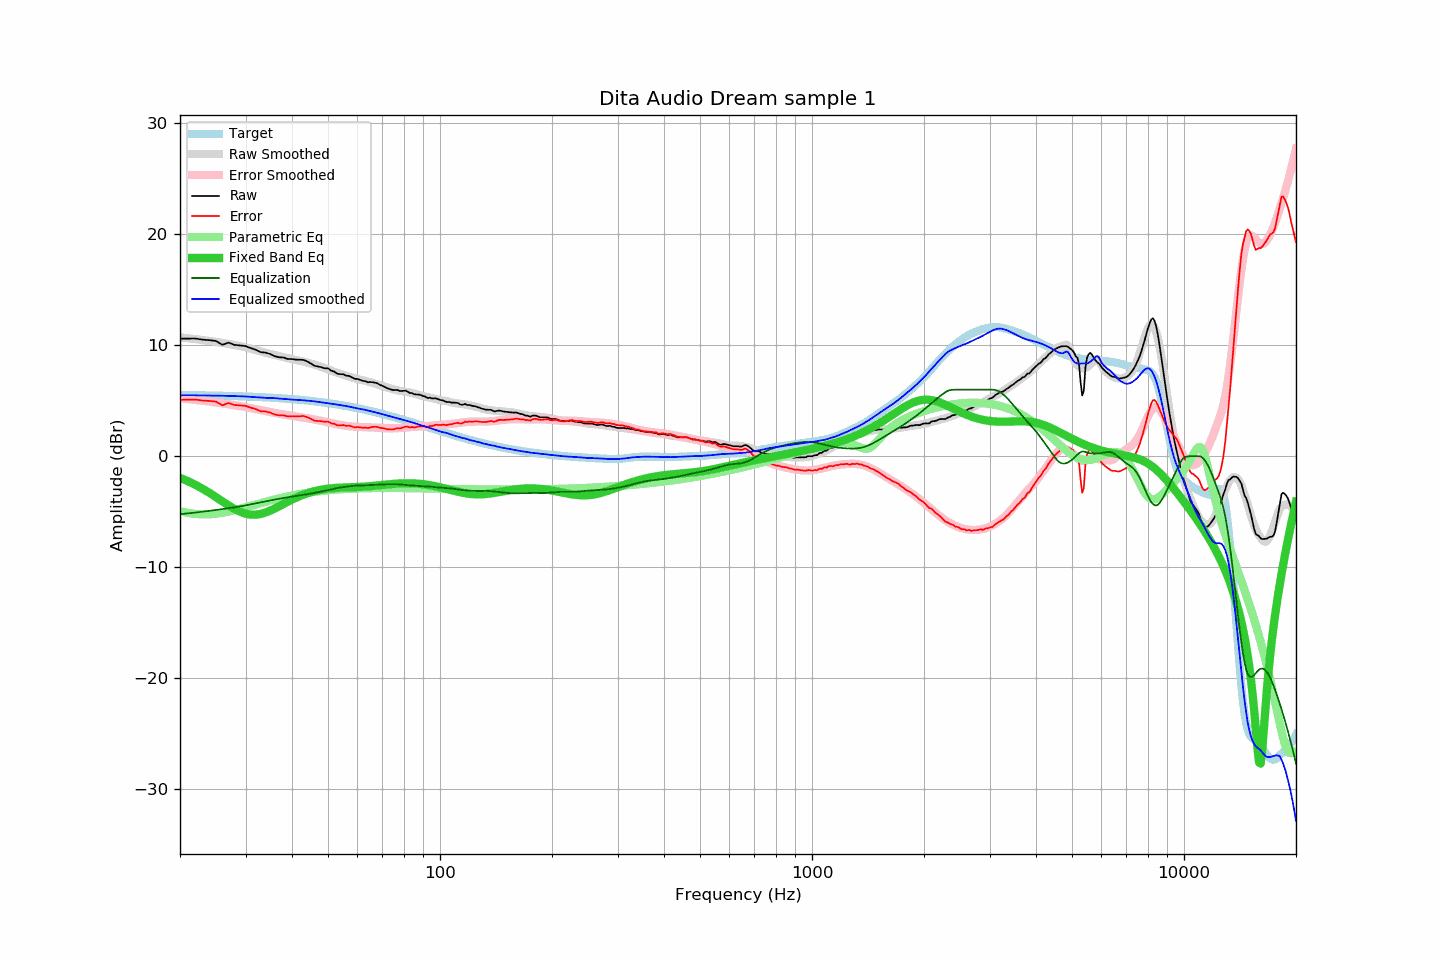 Dita Audio Dream sample 1
Target
Raw Smoothed
Error Smoothed
Raw
Error
Parametric Eq
Fixed Band Eq
Equalization
Equalized smoothed
30
20
10
0
−10
−20
−30
Amplitude (dBr)
100
1000
10000
Frequency (Hz)